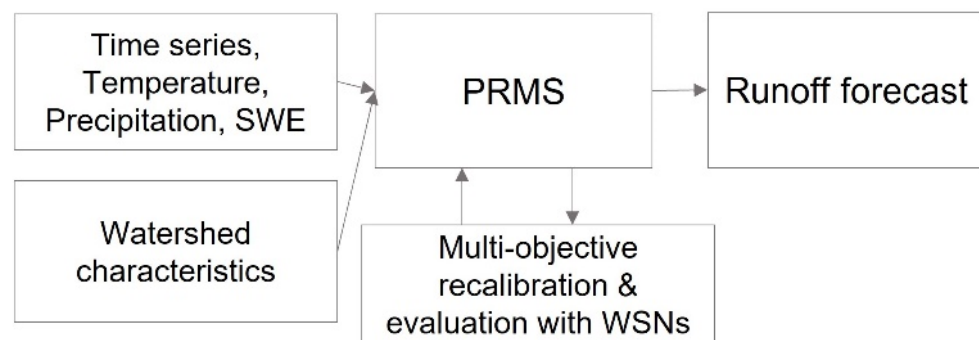 Time series,
Temperature,
Precipitation, SWE
PRMS
Runoff forecast
Watershed
characteristics
Multi-objective
recalibration &
evaluation with WSNs